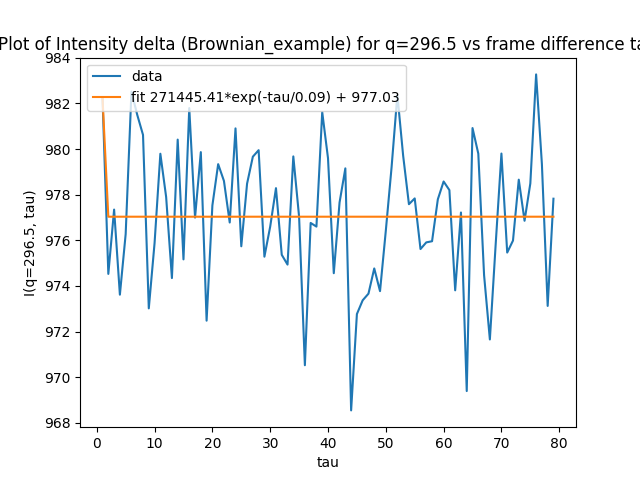 Plot of Intensity delta (Brownian_example) for q=296.5 vs frame difference ta
984
982
980
978
976
974
972
970
968
I(q=296.5, tau)
data
fit 271445.41*exp(-tau/0.09) + 977.03
0 10 20 30 40 50 60 70 80
tau